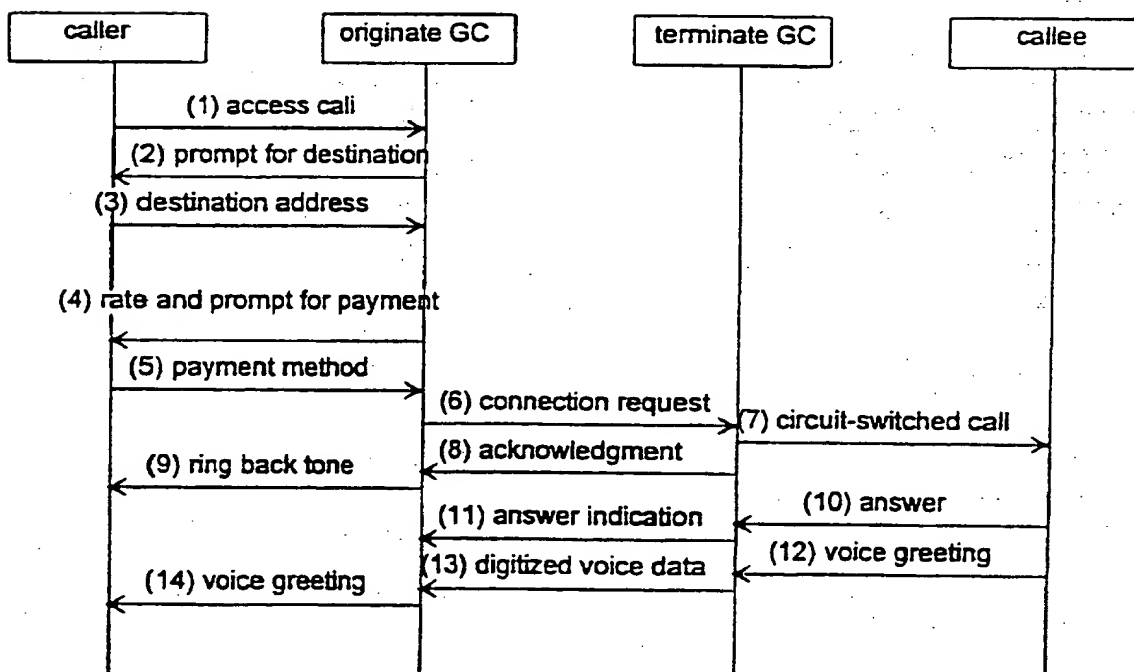 caller
originate GC
terminate GC
callee
(1) access call
(2) prompt for destination
(3) destination address
(4) rate and prompt for payment
(5) payment method
(6) connection request
(7) circuit-switched call
(8) acknowledgment
(9) ring back tone
(10) answer
(11) answer indication
(12) voice greeting
(13) digitized voice data
(14) voice greeting